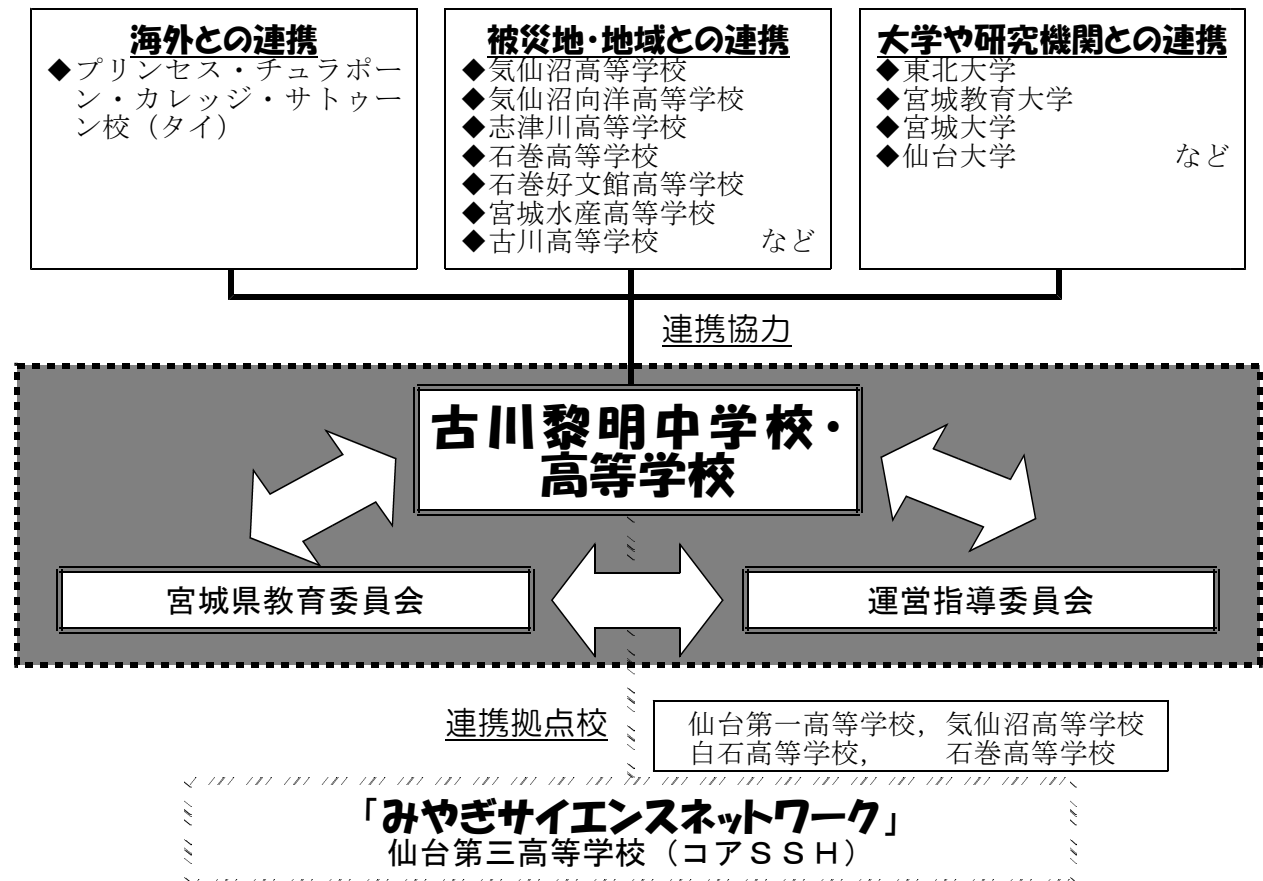 海外との連携
◆プリンセス・チュラポー
ン・カレッジ・サトゥー
ン校（タイ）
被災地・地域との連携
◆気仙沼高等学校
◆気仙沼向洋高等学校
◆志津川高等学校
◆石巻高等学校
◆石巻好文館高等学校
◆宮城水産高等学校
◆古川高等学校 など
大学や研究機関との連携
◆東北大学
◆宮城教育大学
◆宮城大学
◆仙台大学 など
連携協力
古川黎明中学校・
高等学校
宮城県教育委員会
運営指導委員会
連携拠点校
仙台第一高等学校，気仙沼高等学校
白石高等学校， 石巻高等学校
「みやぎサイエンスネットワーク」
仙台第三高等学校（コアＳＳＨ）